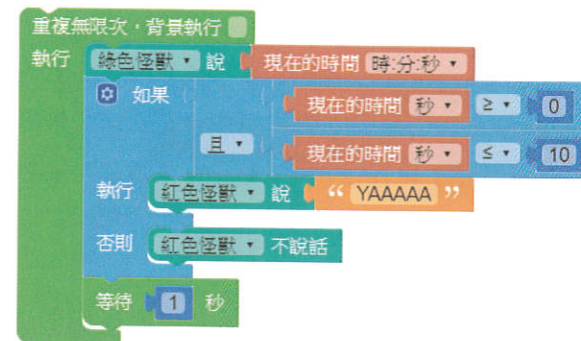 重複無限次，背景執行
執行 綠色怪獸 說 現在的時間 時:分:秒
如果 現在的時間 秒 ≥ 0
且
現在的時間 秒 ≤ 10
執行 紅色怪獸 說 “ YAAAAA ”
否則 紅色怪獸 不說話
等待 1 秒